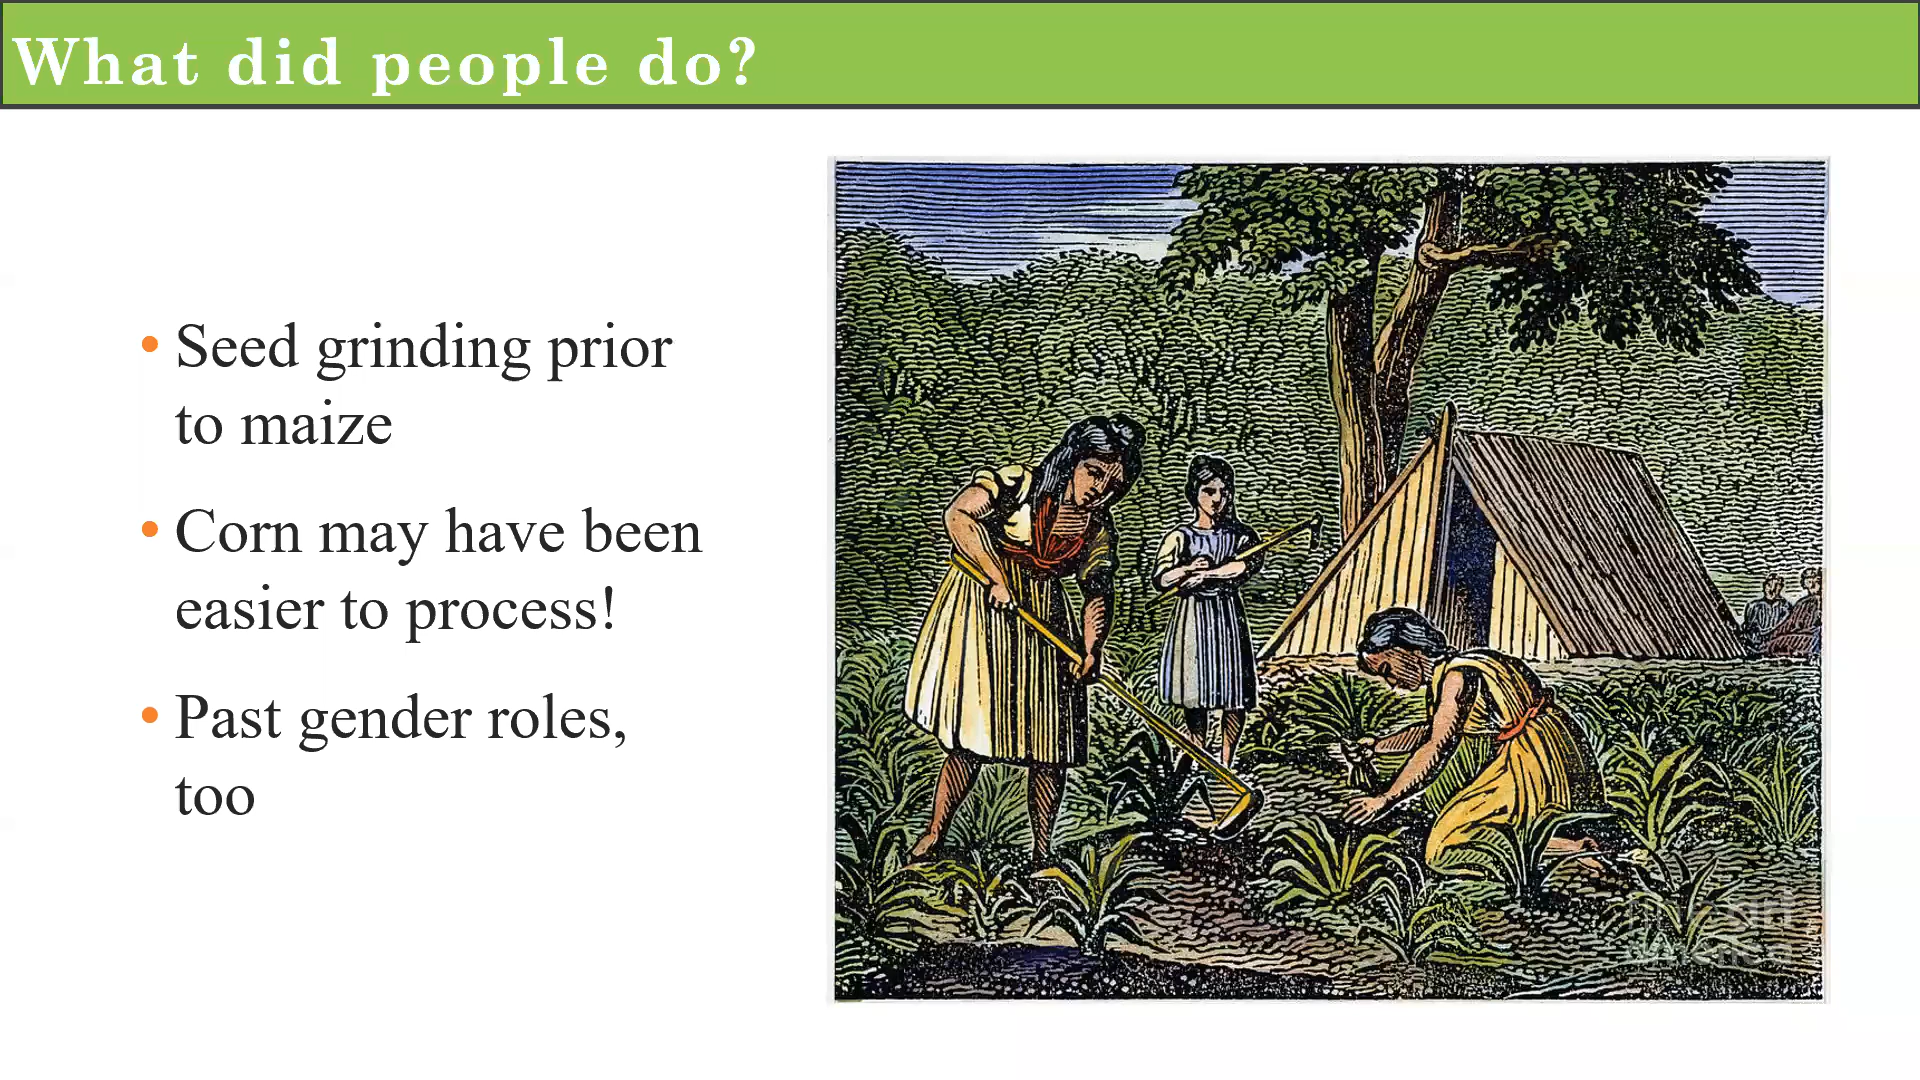 What did people do?
• Seed grinding prior
to maize
• Corn may have been
easier to process!
• Past gender roles,
too